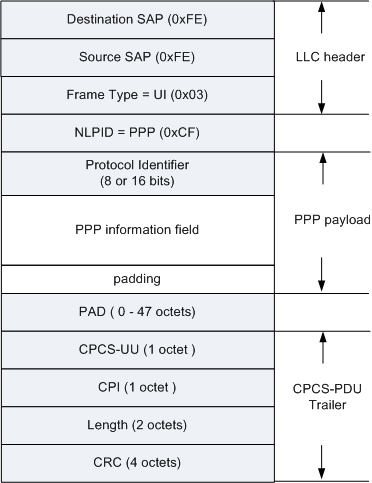 Destination SAP (0xFE)
Source SAP (0xFE)
LLC header
Frame Type = UI (0x03)
NLPID = PPP (0xCF)
Protocol Identifier
(8 or 16 bits)
PPP information field
PPP payload
padding
PAD ( 0 - 47 octets)
CPCS-UU (1 octet )
CPI (1 octet )
CPCS-PDU
Trailer
Length (2 octets)
CRC (4 octets)